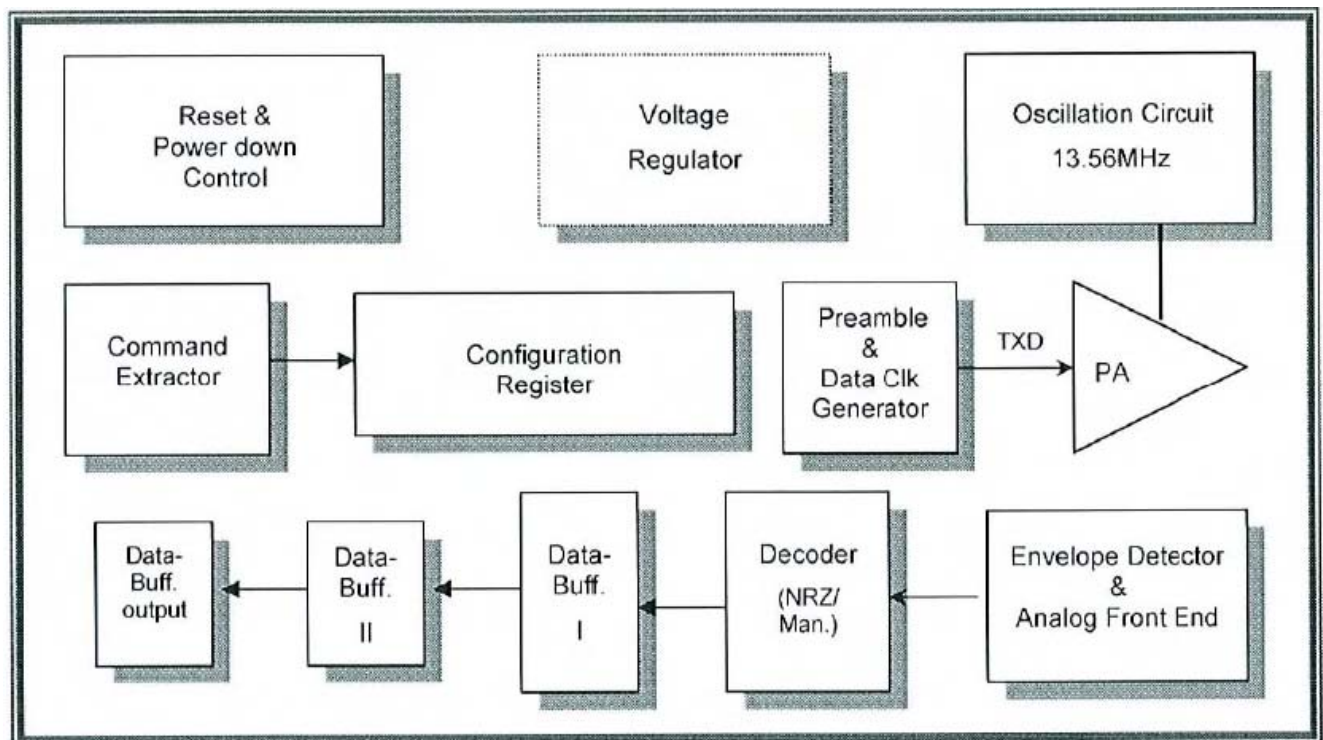 Reset &
Power down
Control
Voltage
Regulator
Oscillation Circuit
13.56MHz
Command
Extractor
Configuration
Register
Preamble
&
Data Clk
Generator
TXD
PA
Data-
Buff.
output
Data-
Buff.
II
Data-
Buff.
I
Decoder
(NRZ/
Man.)
Envelope Detector
&
Analog Front End